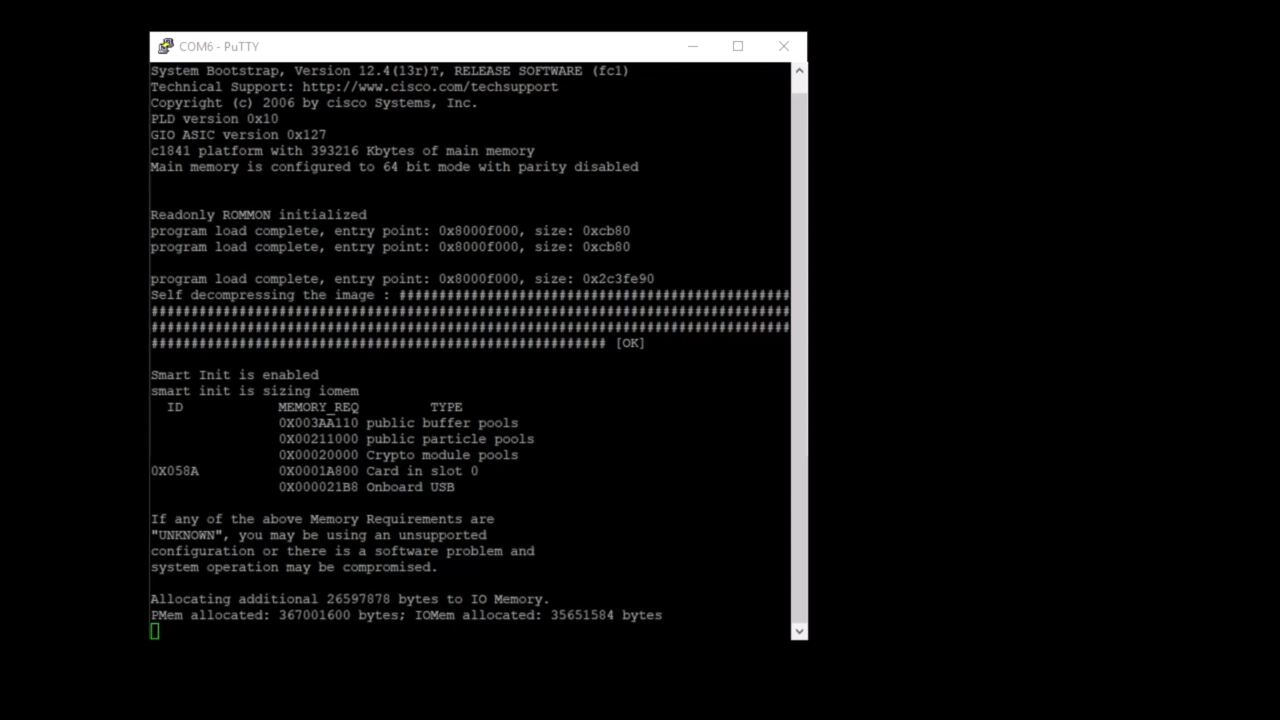 COM6 - PuTTY
System Bootstrap, Version 12.4(13r)T, RELEASE SOFTWARE (fc1)
Technical Support: http://www.cisco.com/techsupport
Copyright (c) 2006 by cisco Systems, Inc.
PLD version 0x10
GIO ASIC version 0x127
c1841 platform with 393216 Kbytes of main memory
Main memory is configured to 64 bit mode with parity disabled
Readonly ROMMON initialized
program load complete, entry point: 0x8000f000, size: 0xcb80
program load complete, entry point: 0x8000f000, size: 0xcb80
program load complete, entry point: 0x8000f000, size: 0x2c3fe90
Self decompressing the image : #################################################
################################################################################
################################################################################
######################################################### [OK]
Smart Init is enabled
smart init is sizing iomem
ID MEMORY_REQ TYPE
0X003AA110 public buffer pools
0X00211000 public particle pools
0X00020000 Crypto module pools
0X058A 0X0001A800 Card in slot 0
0X000021B8 Onboard USB
If any of the above Memory Requirements are
"UNKNOWN", you may be using an unsupported
configuration or there is a software problem and
system operation may be compromised.
Allocating additional 26597878 bytes to IO Memory.
PMem allocated: 367001600 bytes; IOMem allocated: 35651584 bytes